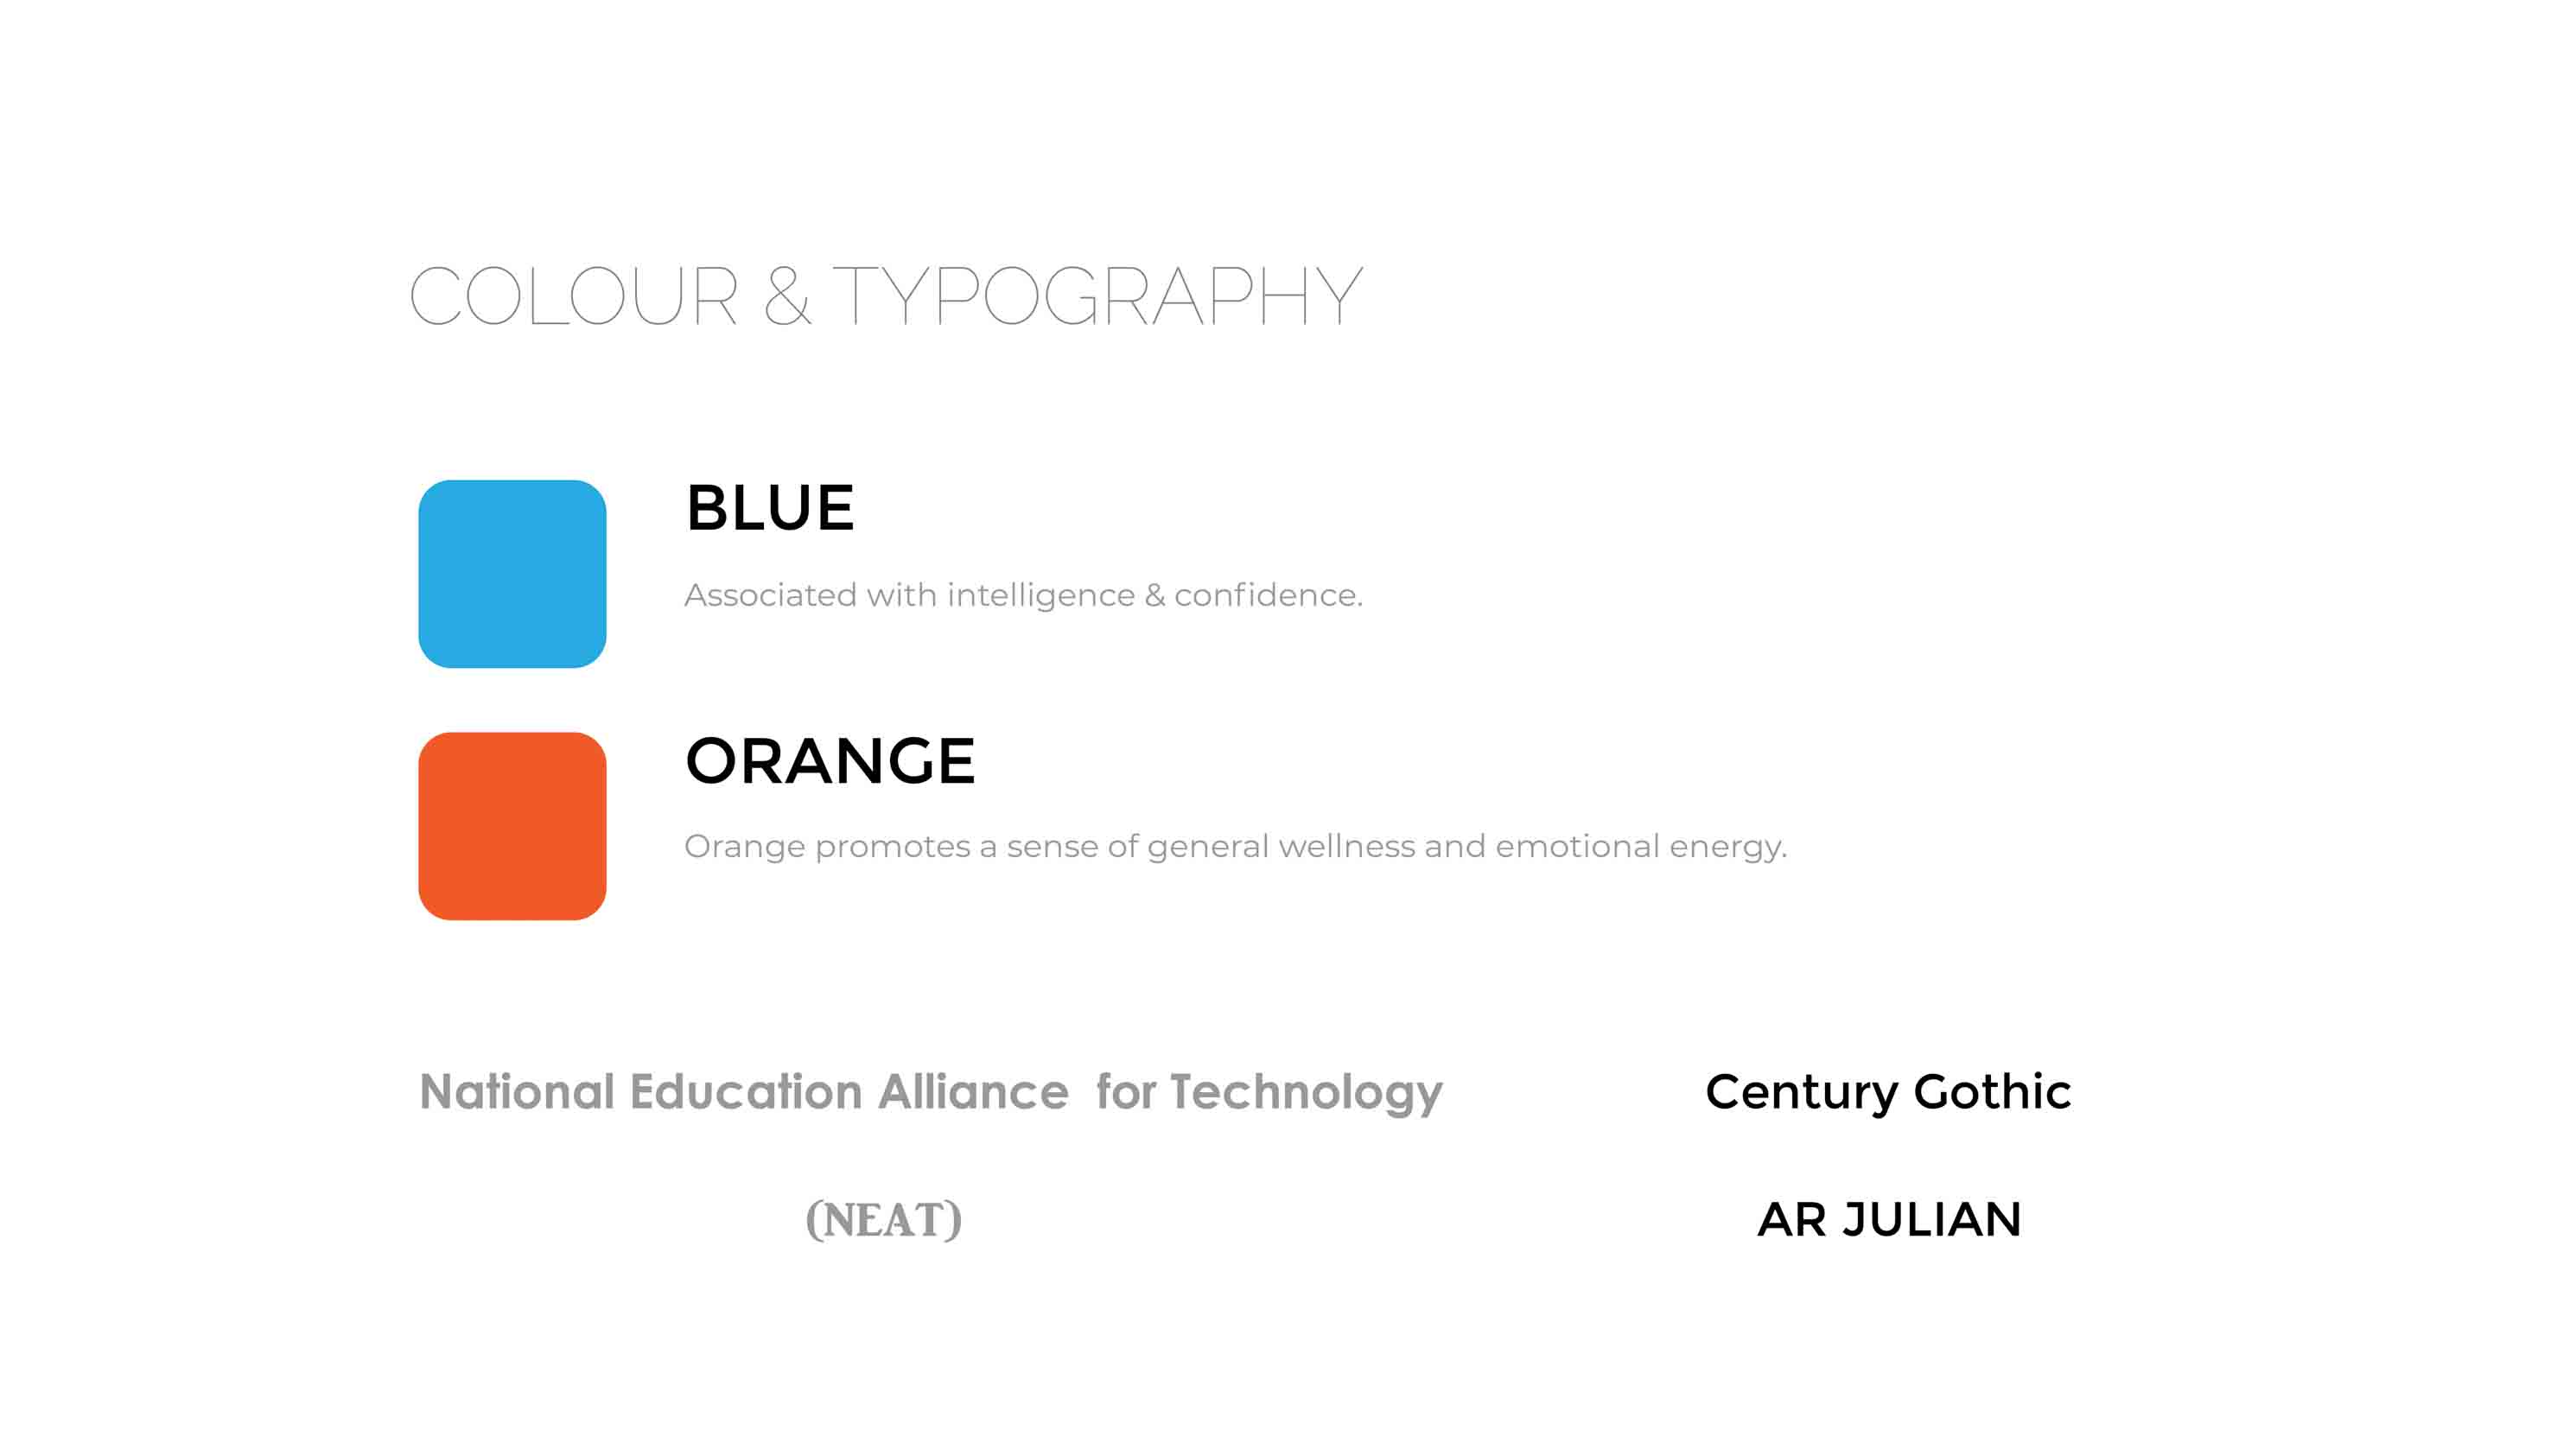 COLOUR & TYPOGRAPHY
BLUE
Associated with intelligence & confidence.
ORANGE
Orange promotes a sense of general wellness and emotional energy.
National Education Alliance  for Technology
Century Gothic
(NEAT)
AR JULIAN